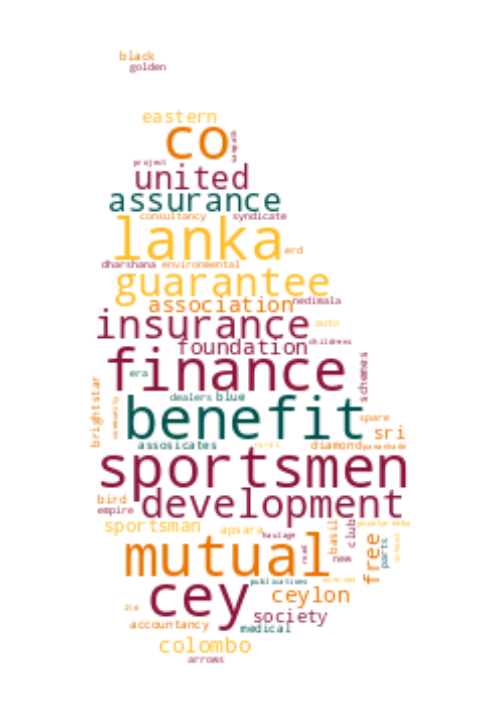 black
golden
eastern
co
project
united
assurance
consultancy syndicate
lanka
erd
dharshana environmental
guarantee
association nedimala
insurance auto
foundation childrens
finance
schemes
era
dealers blue
benefit
brightstar
community
spare
sri
assosicates
diamond
sportsmen
bird
development
empire
sportsman apsara
haulage
basil
club
new
road
free
parts
school
mutual
publications
cey
ceylon
society
accountancy medical
colombo
arrows